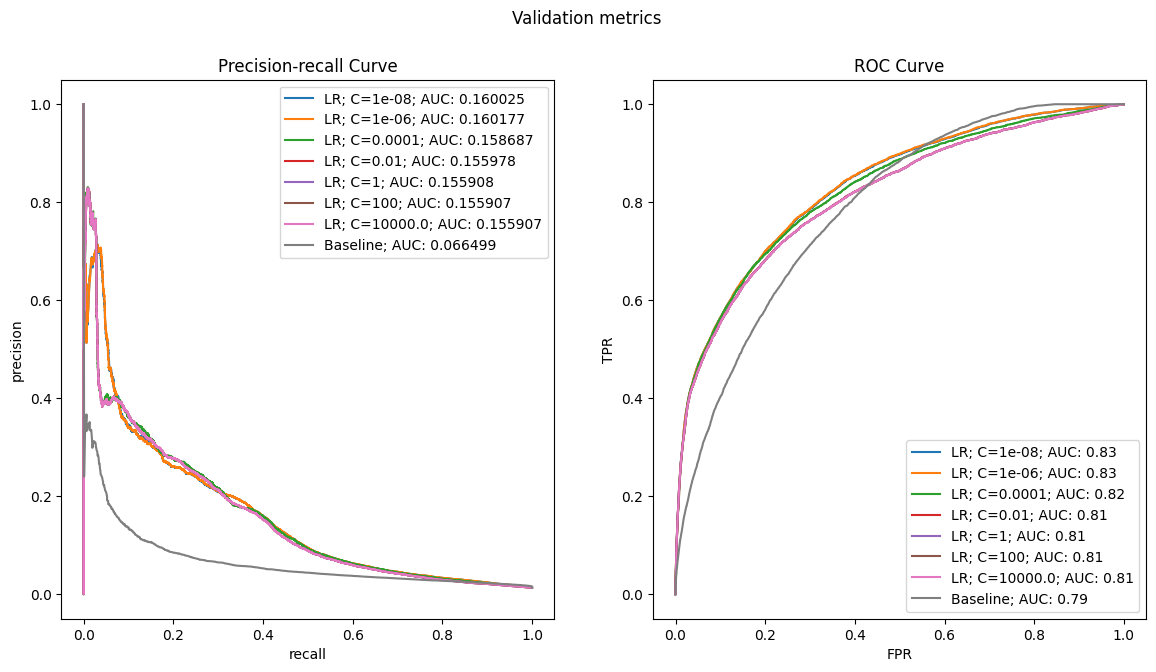 Validation metrics
Precision-recall Curve
1.0
0.8
0.6
0.4
0.2
0.0
precision
LR; C=1e-08; AUC: 0.160025
LR; C=1e-06; AUC: 0.160177
LR; C=0.0001; AUC: 0.158687
LR; C=0.01; AUC: 0.155978
LR; C=1; AUC: 0.155908
LR; C=100; AUC: 0.155907
LR; C=10000.0; AUC: 0.155907
Baseline; AUC: 0.066499
0.0 0.2 0.4 0.6 0.8 1.0
recall
ROC Curve
1.0
0.8
0.6
0.4
0.2
0.0
TPR
LR; C=1e-08; AUC: 0.83
LR; C=1e-06; AUC: 0.83
LR; C=0.0001; AUC: 0.82
LR; C=0.01; AUC: 0.81
LR; C=1; AUC: 0.81
LR; C=100; AUC: 0.81
LR; C=10000.0; AUC: 0.81
Baseline; AUC: 0.79
0.0 0.2 0.4 0.6 0.8 1.0
FPR